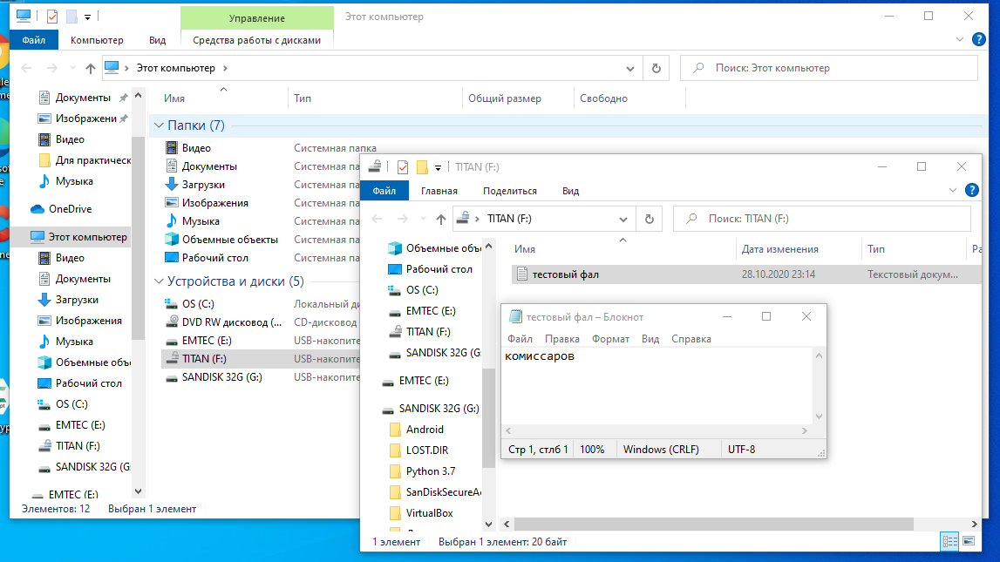 Управление
Этот компьютер
Файл
Компьютер
Вид
Средства работы с дисками
Этот компьютер
Поиск: Этот компьютер
Документы
Изображени
Видео
Для практическ
Музыка
OneDrive
Этот компьютер
Видео
Документы
Загрузки
Изображения
Музыка
Объемные объ
Рабочий стол
OS (C:)
EMTEC (E:)
TITAN (F:)
SANDISK 32G (G:
EMTEC (E:)
Элементов: 12
Выбран 1 элемент
Имя
Тип
Общий размер
Свободно
Папки (7)
Видео
Системная папка
Документы
Системная па
Загрузки
Системная па
Изображения
Системная па
Музыка
Системная па
Объемные объекты
Системная па
Рабочий стол
Системная па
Устройства и диски (5)
OS (C:)
Локальный ди
DVD RW дисковод (...
CD-дисковод
EMTEC (E:)
USB-накопите
TITAN (F:)
USB-накопите
SANDISK 32G (G:)
USB-накопите
TITAN (F:)
Файл
Главная
Поделиться
Вид
TITAN (F:)
Поиск: TITAN (F:)
Объемные объ
Рабочий стол
OS (C:)
EMTEC (E:)
TITAN (F:)
SANDISK 32G (G:
EMTEC (E:)
SANDISK 32G (G:)
Android
LOST.DIR
Python 3.7
SanDiskSecureAc
VirtualBox
Имя
Дата изменения
Тип
Ра
тестовый фал
28.10.2020 23:14
Текстовый докум...
1 элемент
Выбран 1 элемент: 20 байт
тестовый фал – Блокнот
Файл
Правка
Формат
Вид
Справка
комиссаров
Стр 1, стлб 1
100%
Windows (CRLF)
UTF-8